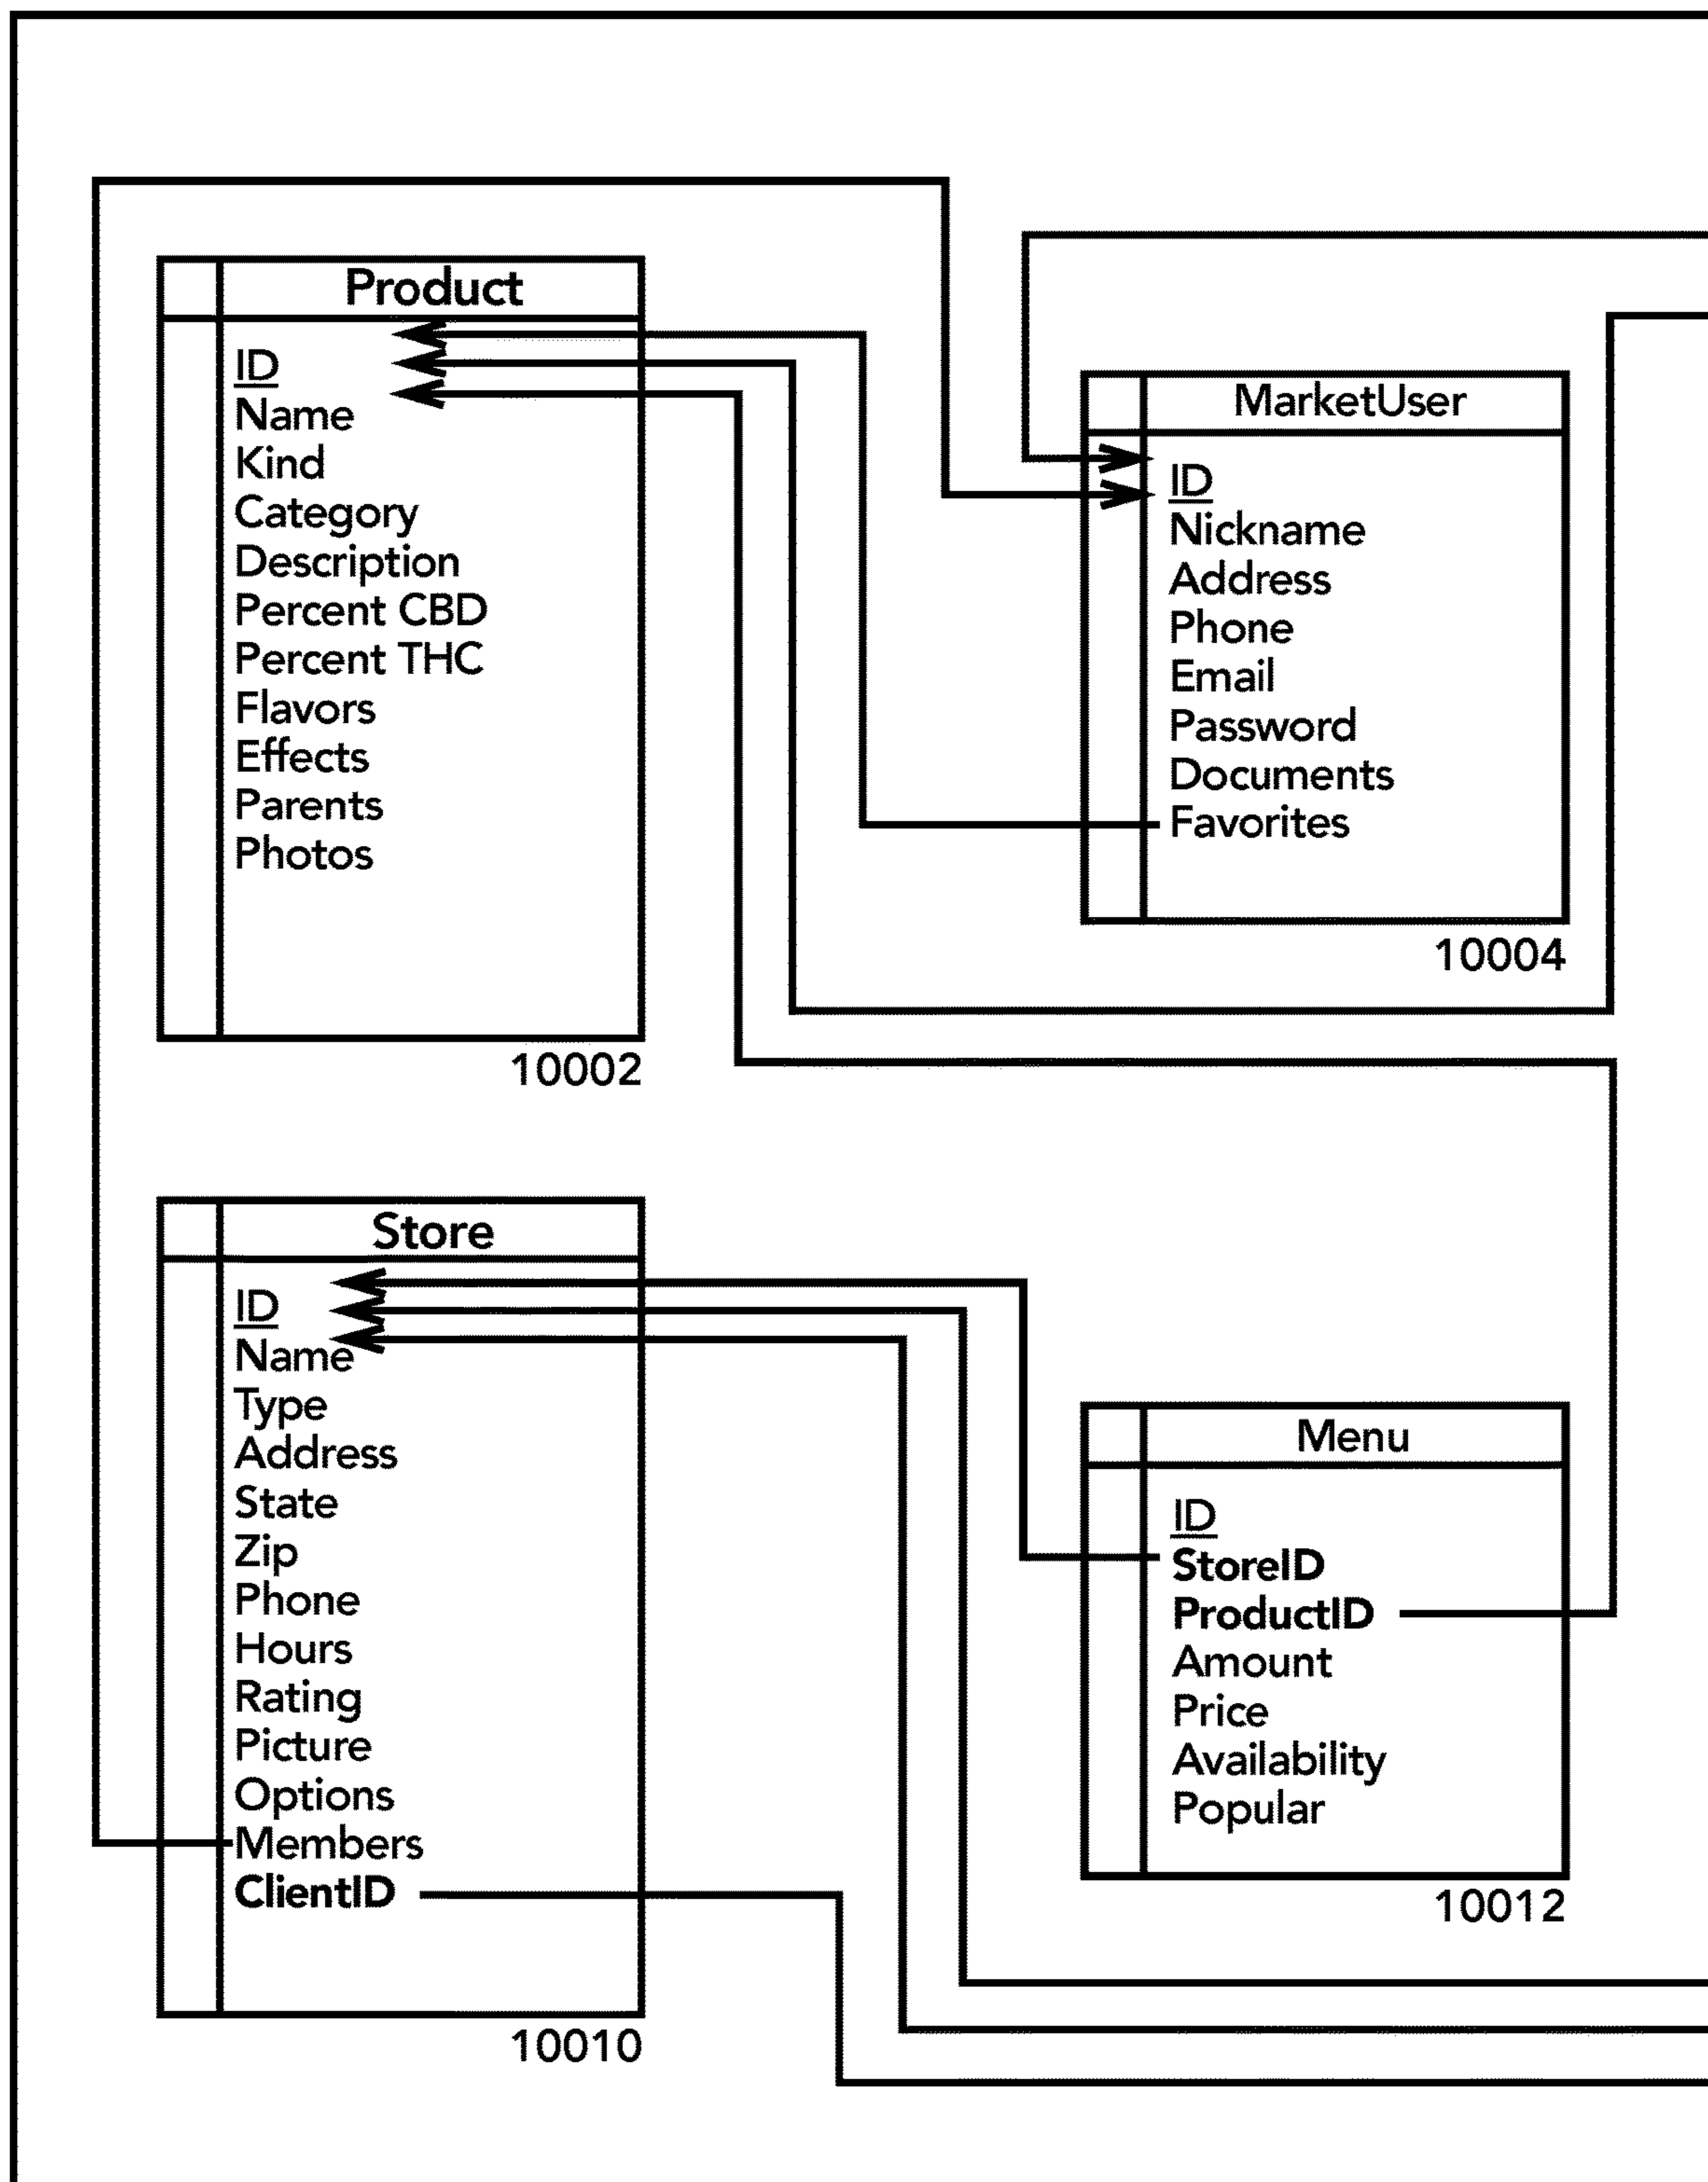 Product
ID
Name
Kind
Category
Description
Percent CBD
Percent THC
Flavors
Effects
Parents
Photos
10002
MarketUser
ID
Nickname
Address
Phone
Email
Password
Documents
Favorites
10004
Store
ID
Name
Type
Address
State
Zip
Phone
Hours
Rating
Picture
Options
Members
ClientID
10010
Menu
ID
StoreID
ProductID
Amount
Price
Availability
Popular
10012